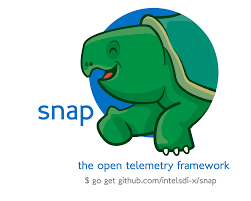 snap
the open telemetry framework
$ go get github.com/intelsdi-x/snap